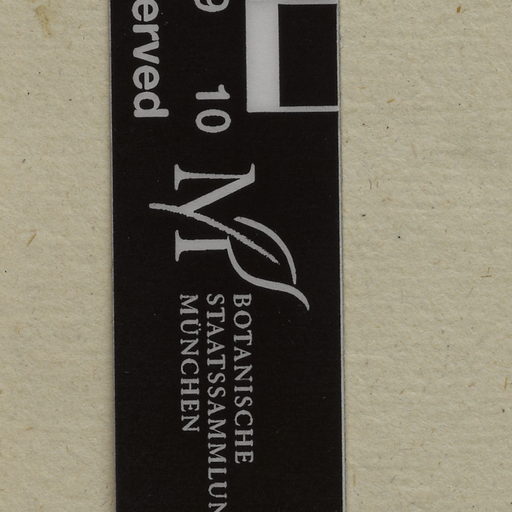 erved
9 10
BOTANISCHE
STAATSSAMMLUN
MÜNCHEN